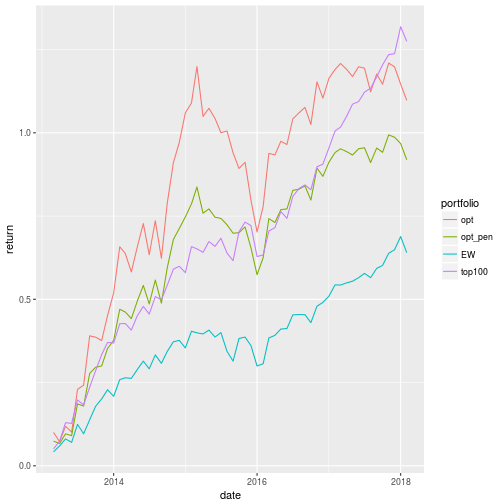 1.0
0.5
0.0
return
2014
2016
2018
date
portfolio
opt
opt_pen
EW
top100